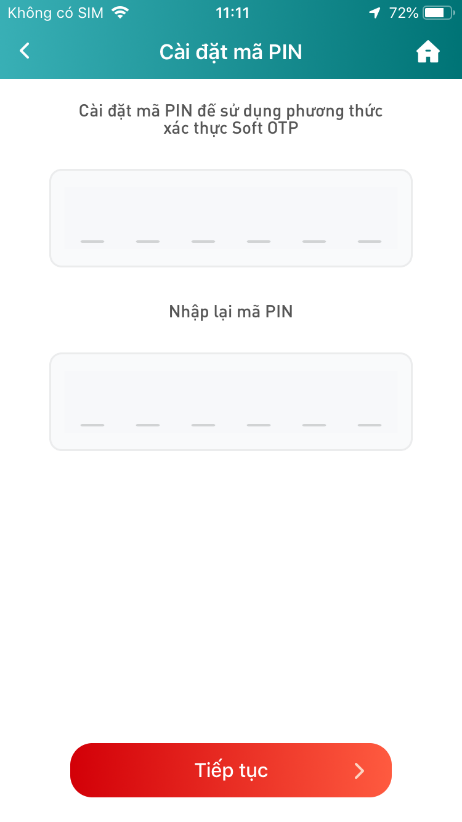 Không có SIM 11:11 72%
Cài đặt mã PIN
Cài đặt mã PIN để sử dụng phương thức
xác thực Soft OTP
Nhập lại mã PIN
Tiếp tục